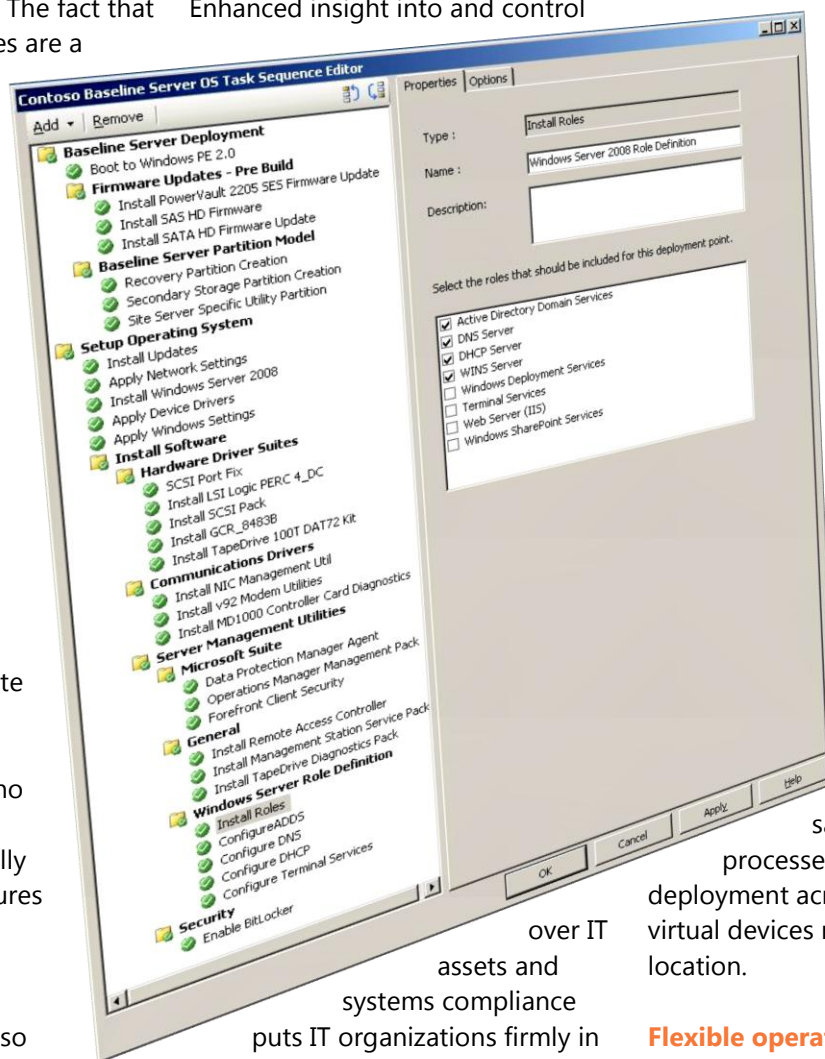 The fact that
es are a
Enhanced insight into and control
Contoso Baseline Server OS Task Sequence Editor
Add
Remove
Baseline Server Deployment
Boot to Windows PE 2.0
Firmware Updates - Pre Build
Install PowerVault 2205 SES Firmware Update
Install SAS HD Firmware
Install SATA HD Firmware Update
Baseline Server Partition Model
Recovery Partition Creation
Secondary Storage Partition Creation
Site Server Specific Utility Partition
Setup Operating System
Install Updates
Apply Network Settings
Install Windows Server 2008
Apply Device Drivers
Apply Windows Settings
Install Software
Hardware Driver Suites
SCSI Port Fix
Install LSI Logic PERC 4_DC
Install SCSI Pack
Install GCR_8483B
Install TapeDrive 100T DAT72 Kit
Communications Drivers
Install NIC Management Util
Install v92 Modem Utilities
Install MD1000 Controller Card Diagnostics
Server Management Utilities
Microsoft Suite
Data Protection Manager Agent
Operations Manager Management Pack
Forefront Client Security
General
Install Remote Access Controller
Install Management Station Service Pack
Install TapeDrive Diagnostics Pack
Windows Server Role Definition
Install Roles
ConfigureADDS
Configure DNS
Configure DHCP
Configure Terminal Services
Security
Enable BitLocker
Properties
Options
Type :
Install Roles
Name :
Windows Server 2008 Role Definition
Description:
Select the roles that should be included for this deployment point.
Active Directory Domain Services
DNS Server
DHCP Server
WINS Server
Windows Deployment Services
Terminal Services
Web Server (IIS)
Windows SharePoint Services
OK
Cancel
Apply
Help
te
no
lly
ures
so
over IT
assets and
systems compliance
puts IT organizations firmly in
sa
processe
deployment acr
virtual devices r
location.
Flexible operat